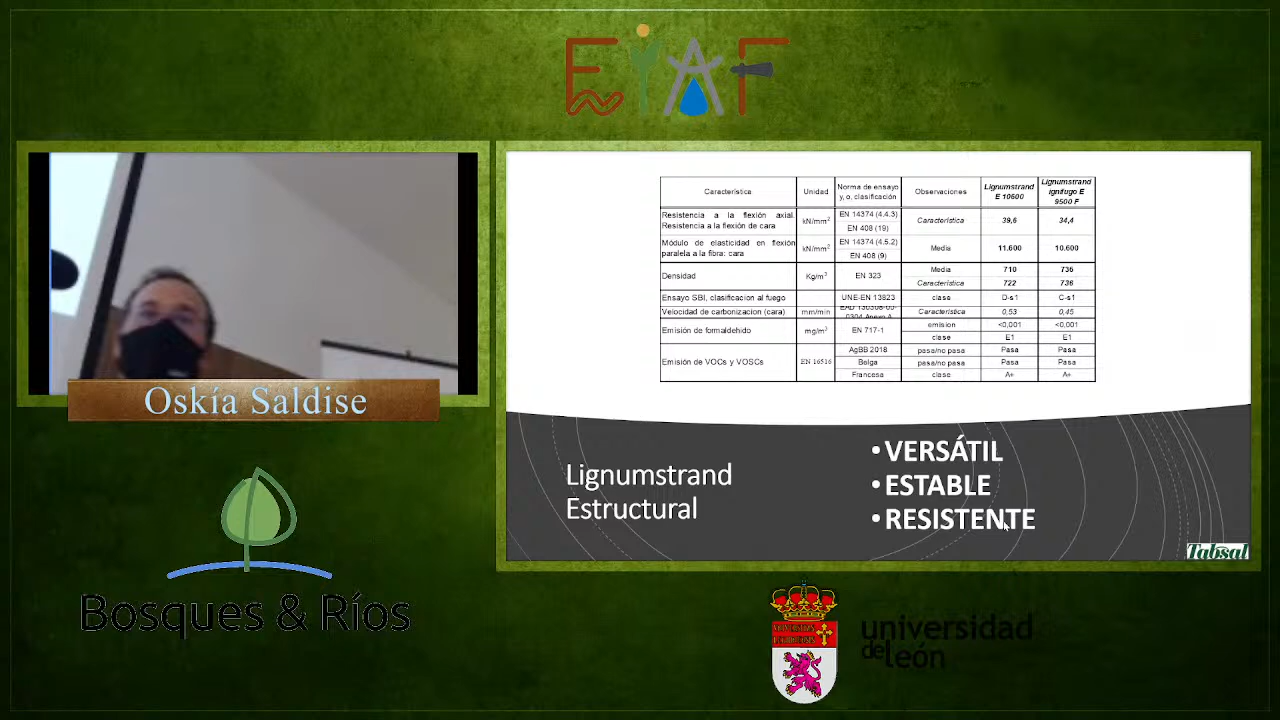 EIAF
Característica Unidad Norma de ensayo y, o, clasificación Observaciones Lignumstrand E 10600 Lignumstrand ignifugo E 9500 F
Resistencia a la flexión axial. Resistencia a la flexión de cara kN/mm² EN 14374 (4.4.3) EN 408 (19) Característica 39,6 34,4
Módulo de elasticidad en flexión paralela a la fibra: cara kN/mm² EN 14374 (4.5.2) EN 408 (9) Media 11.600 10.600
Densidad Kg/m³ EN 323 Media 710 736
Característica 722 736
Ensayo SBI, clasificacion al fuego UNE-EN 13823 clase D-s1 C-s1
Velocidad de carbonizacion (cara) mm/min Característica 0,53 0,45
Emisión de formaldehido mg/m³ EN 717-1 emision <0,001 <0,001
clase E1 E1
Emisión de VOCs y VOSCs EN 16516 AgBB 2018 pasa/no pasa Pasa Pasa
Belga pasa/no pasa Pasa Pasa
Francesa clase A+ A+
Oskía Saldise
Lignumstrand
Estructural
• VERSÁTIL
• ESTABLE
• RESISTENTE
Tabsal
Bosques & Ríos
universidad
de león